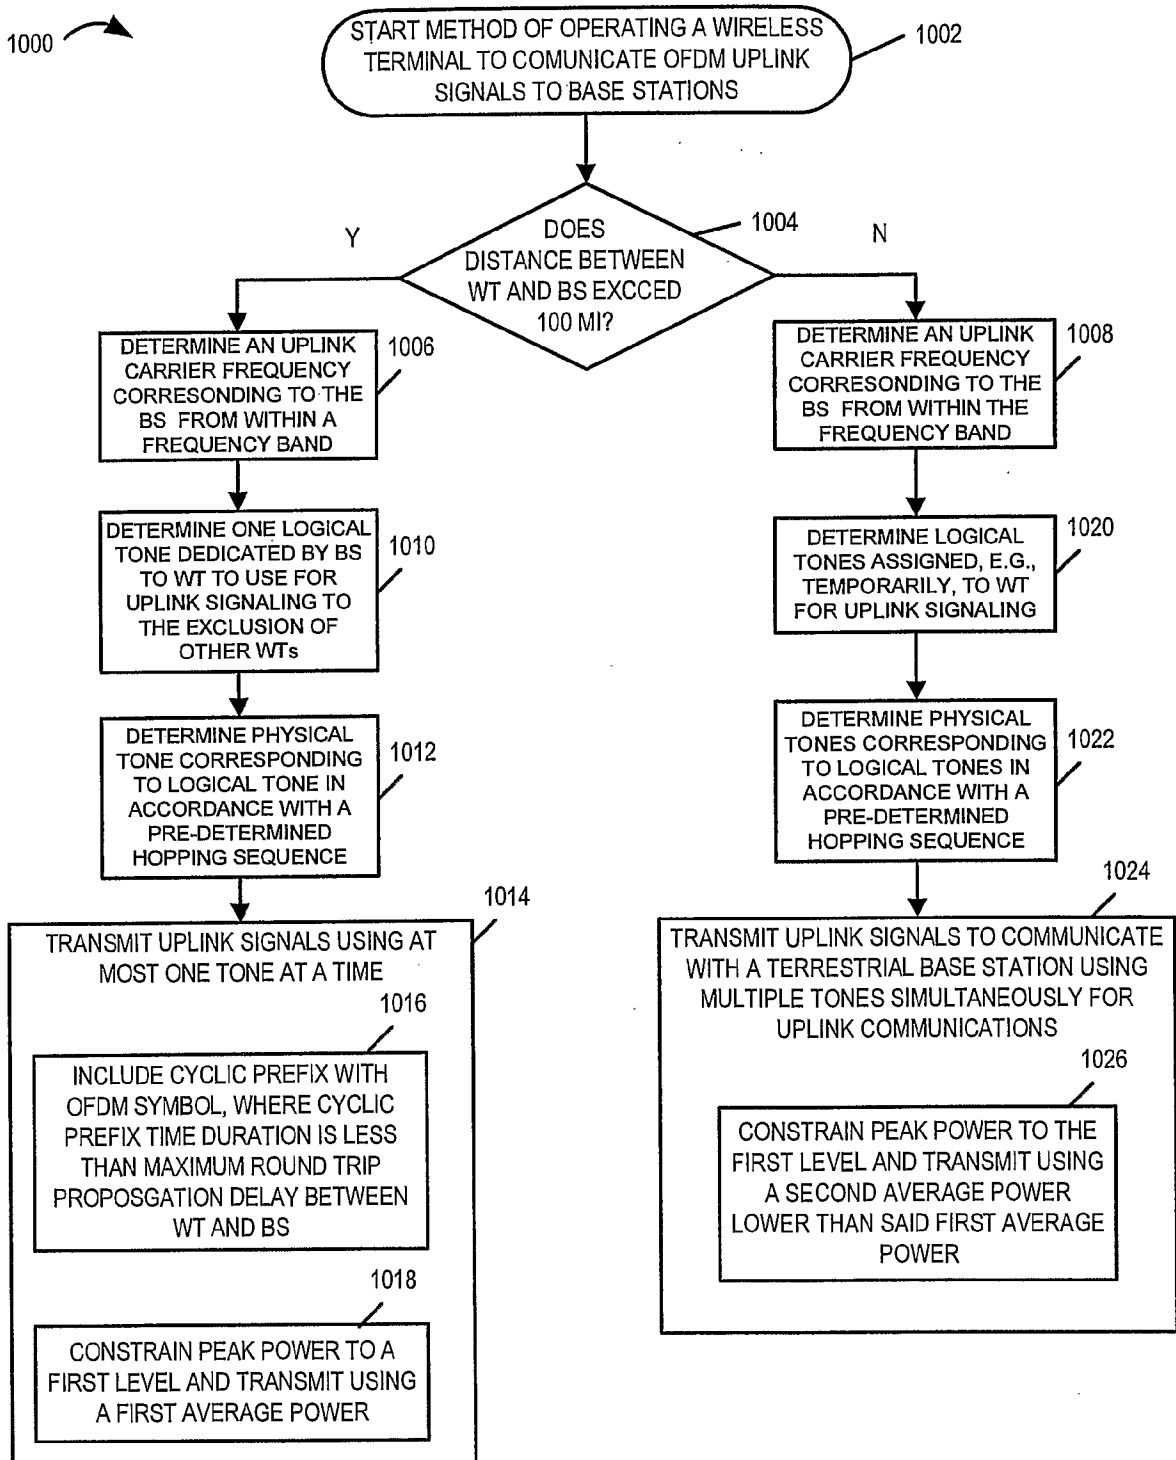 1000
START METHOD OF OPERATING A WIRELESS
TERMINAL TO COMUNICATE OFDM UPLINK
SIGNALS TO BASE STATIONS
1002
DOES
DISTANCE BETWEEN
WT AND BS EXCCED
100 MI?
1004
Y
N
DETERMINE AN UPLINK
CARRIER FREQUENCY
CORRESONDING TO THE
BS FROM WITHIN A
FREQUENCY BAND
1006
DETERMINE ONE LOGICAL
TONE DEDICATED BY BS
TO WT TO USE FOR
UPLINK SIGNALING TO
THE EXCLUSION OF
OTHER WTs
1010
DETERMINE PHYSICAL
TONE CORRESPONDING
TO LOGICAL TONE IN
ACCORDANCE WITH A
PRE-DETERMINED
HOPPING SEQUENCE
1012
1014
TRANSMIT UPLINK SIGNALS USING AT
MOST ONE TONE AT A TIME
1016
INCLUDE CYCLIC PREFIX WITH
OFDM SYMBOL, WHERE CYCLIC
PREFIX TIME DURATION IS LESS
THAN MAXIMUM ROUND TRIP
PROPOSGATION DELAY BETWEEN
WT AND BS
1018
CONSTRAIN PEAK POWER TO A
FIRST LEVEL AND TRANSMIT USING
A FIRST AVERAGE POWER
DETERMINE AN UPLINK
CARRIER FREQUENCY
CORRESONDING TO THE
BS FROM WITHIN THE
FREQUENCY BAND
1008
DETERMINE LOGICAL
TONES ASSIGNED, E.G.,
TEMPORARILY, TO WT
FOR UPLINK SIGNALING
1020
DETERMINE PHYSICAL
TONES CORRESPONDING
TO LOGICAL TONES IN
ACCORDANCE WITH A
PRE-DETERMINED
HOPPING SEQUENCE
1022
1024
TRANSMIT UPLINK SIGNALS TO COMMUNICATE
WITH A TERRESTRIAL BASE STATION USING
MULTIPLE TONES SIMULTANEOUSLY FOR
UPLINK COMMUNICATIONS
1026
CONSTRAIN PEAK POWER TO THE
FIRST LEVEL AND TRANSMIT USING
A SECOND AVERAGE POWER
LOWER THAN SAID FIRST AVERAGE
POWER